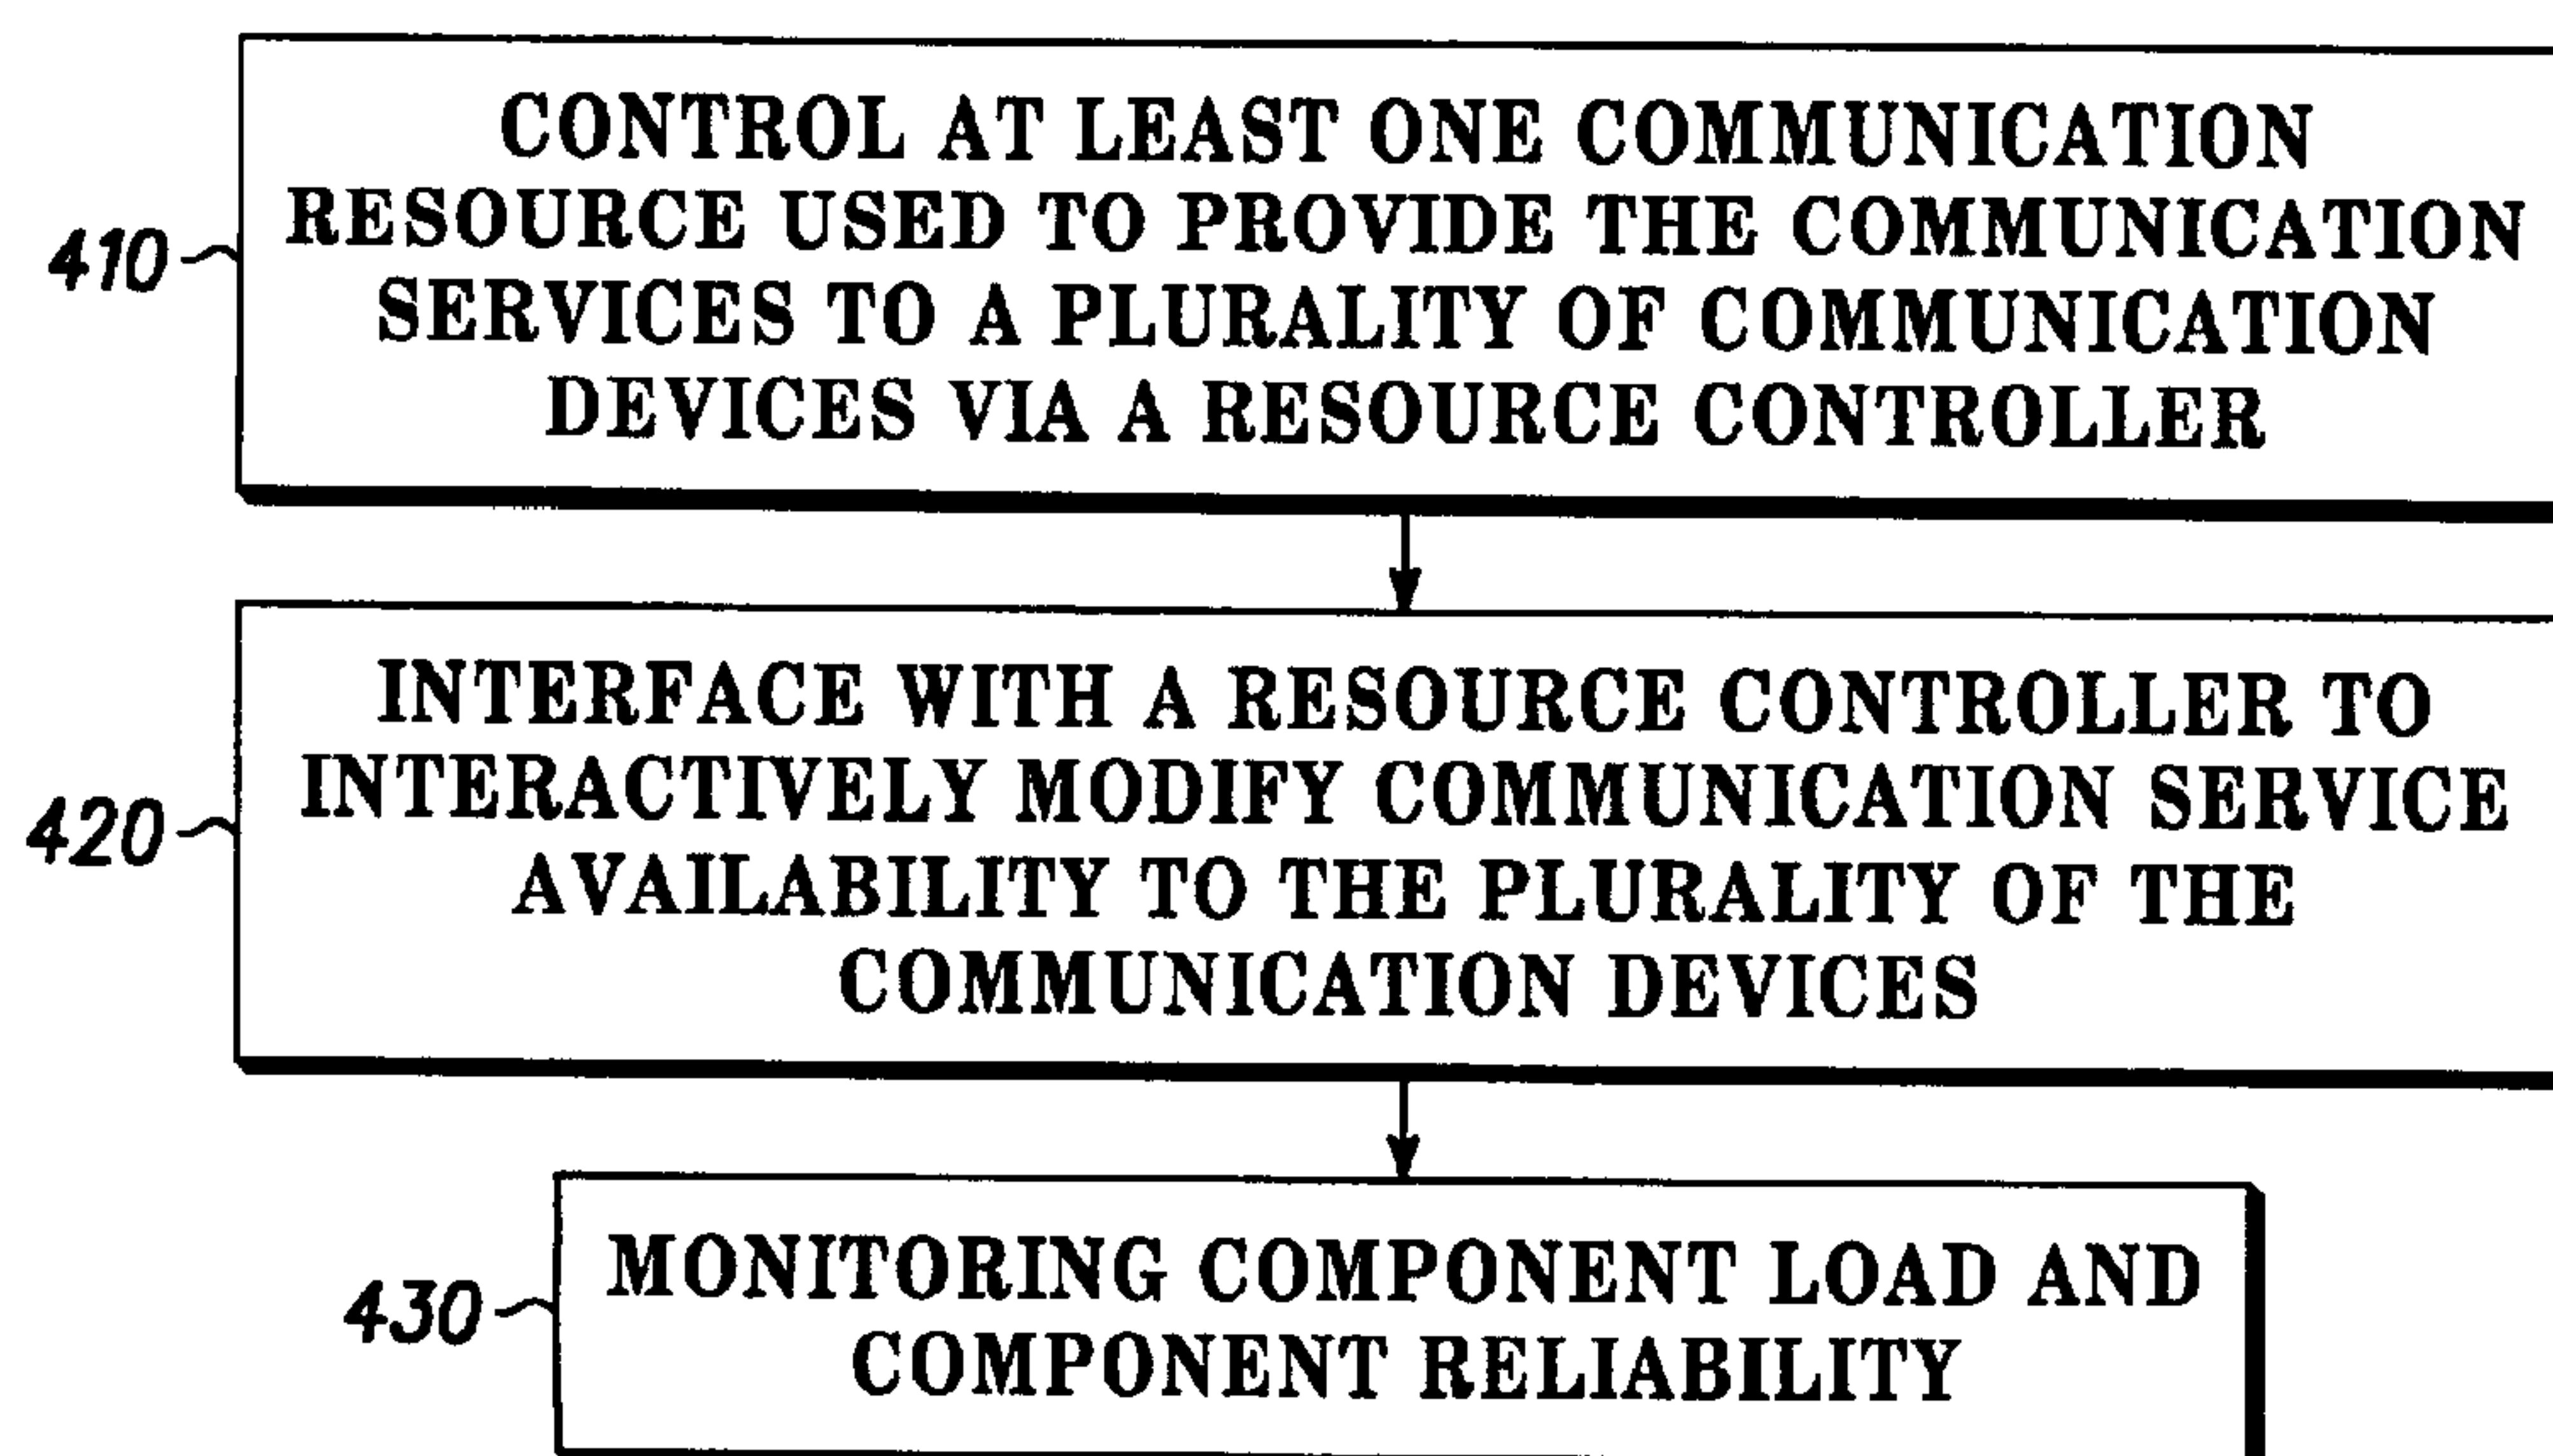 CONTROL AT LEAST ONE COMMUNICATION
RESOURCE USED TO PROVIDE THE COMMUNICATION
SERVICES TO A PLURALITY OF COMMUNICATION
DEVICES VIA A RESOURCE CONTROLLER
410
INTERFACE WITH A RESOURCE CONTROLLER TO
INTERACTIVELY MODIFY COMMUNICATION SERVICE
AVAILABILITY TO THE PLURALITY OF THE
COMMUNICATION DEVICES
420
MONITORING COMPONENT LOAD AND
COMPONENT RELIABILITY
430